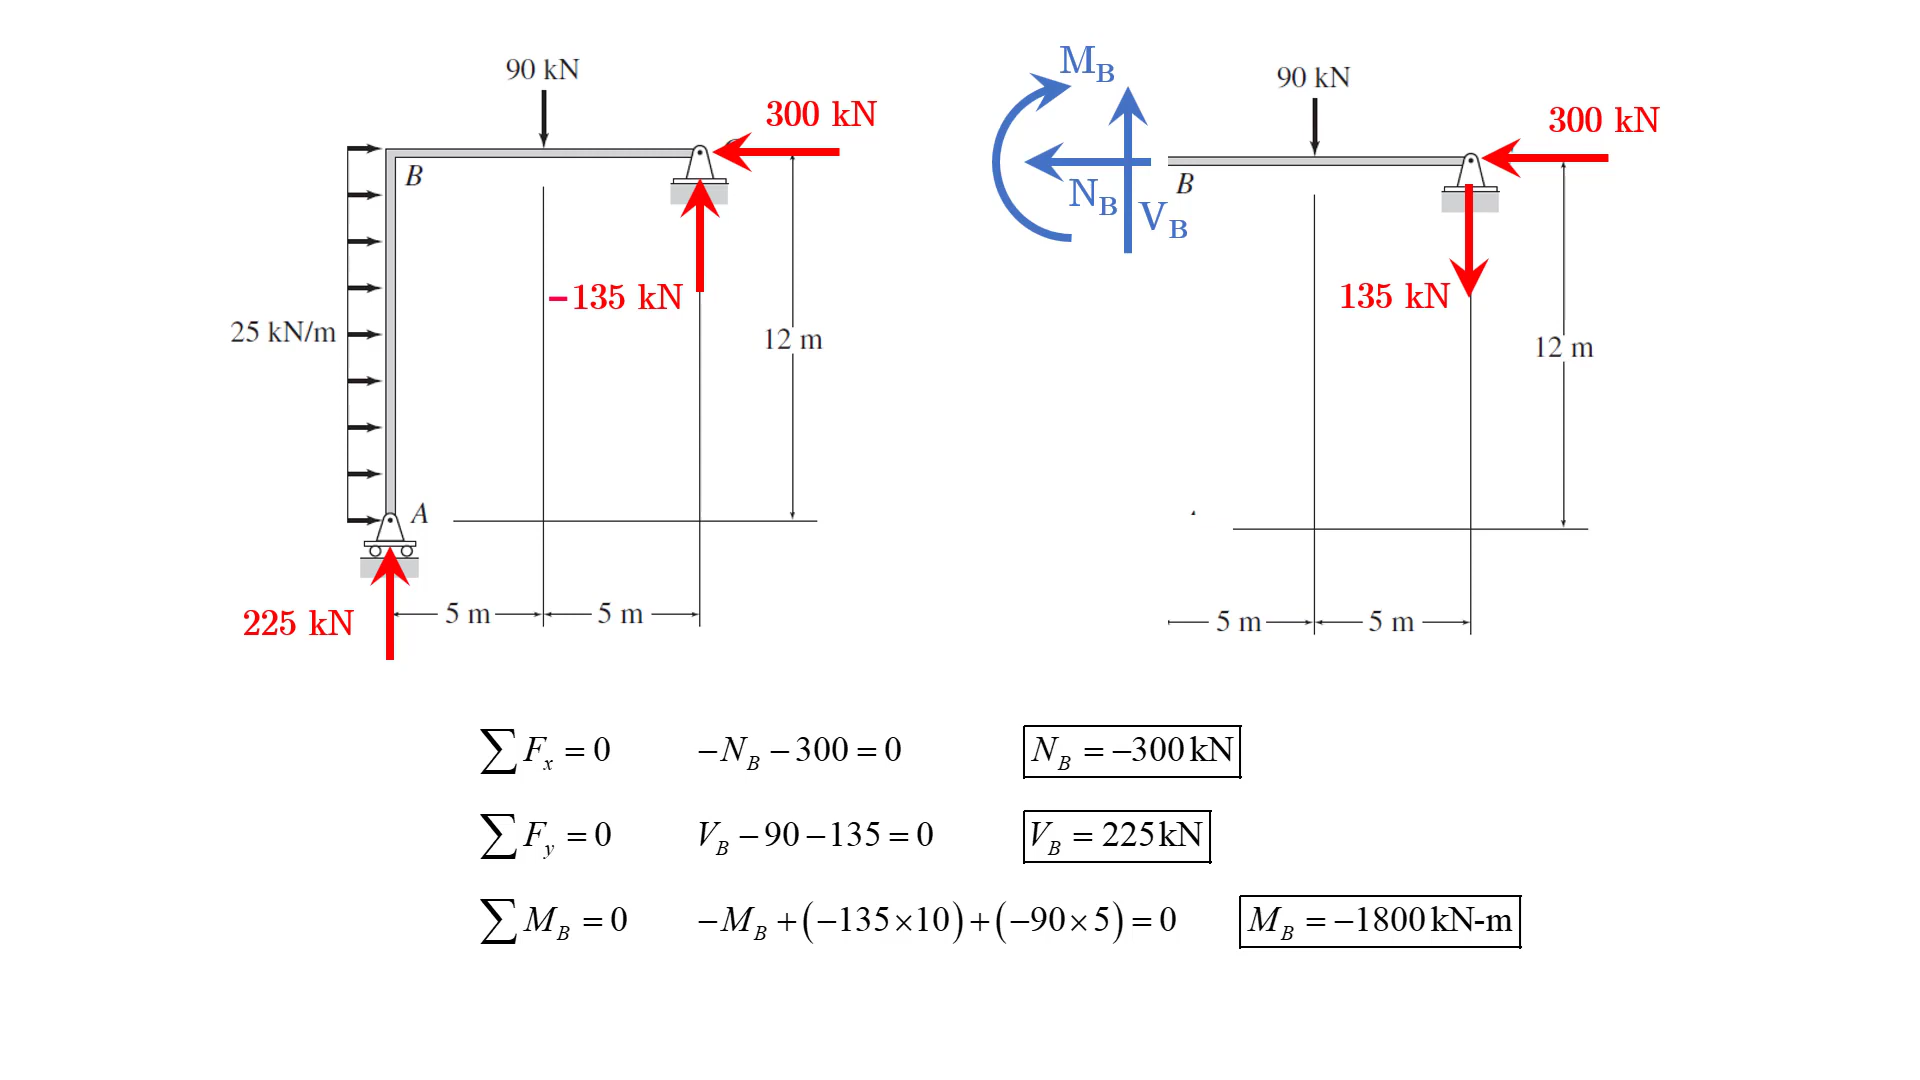 90 kN
300 kN
B
−135 kN
25 kN/m
12 m
A
225 kN
5 m
5 m
M_B
90 kN
300 kN
B
N_B
V_B
135 kN
12 m
5 m
5 m
∑F_x = 0 −N_B − 300 = 0 N_B = −300 kN
∑F_y = 0 V_B − 90 − 135 = 0 V_B = 225 kN
∑M_B = 0 −M_B + (−135 × 10) + (−90 × 5) = 0 M_B = −1800 kN-m